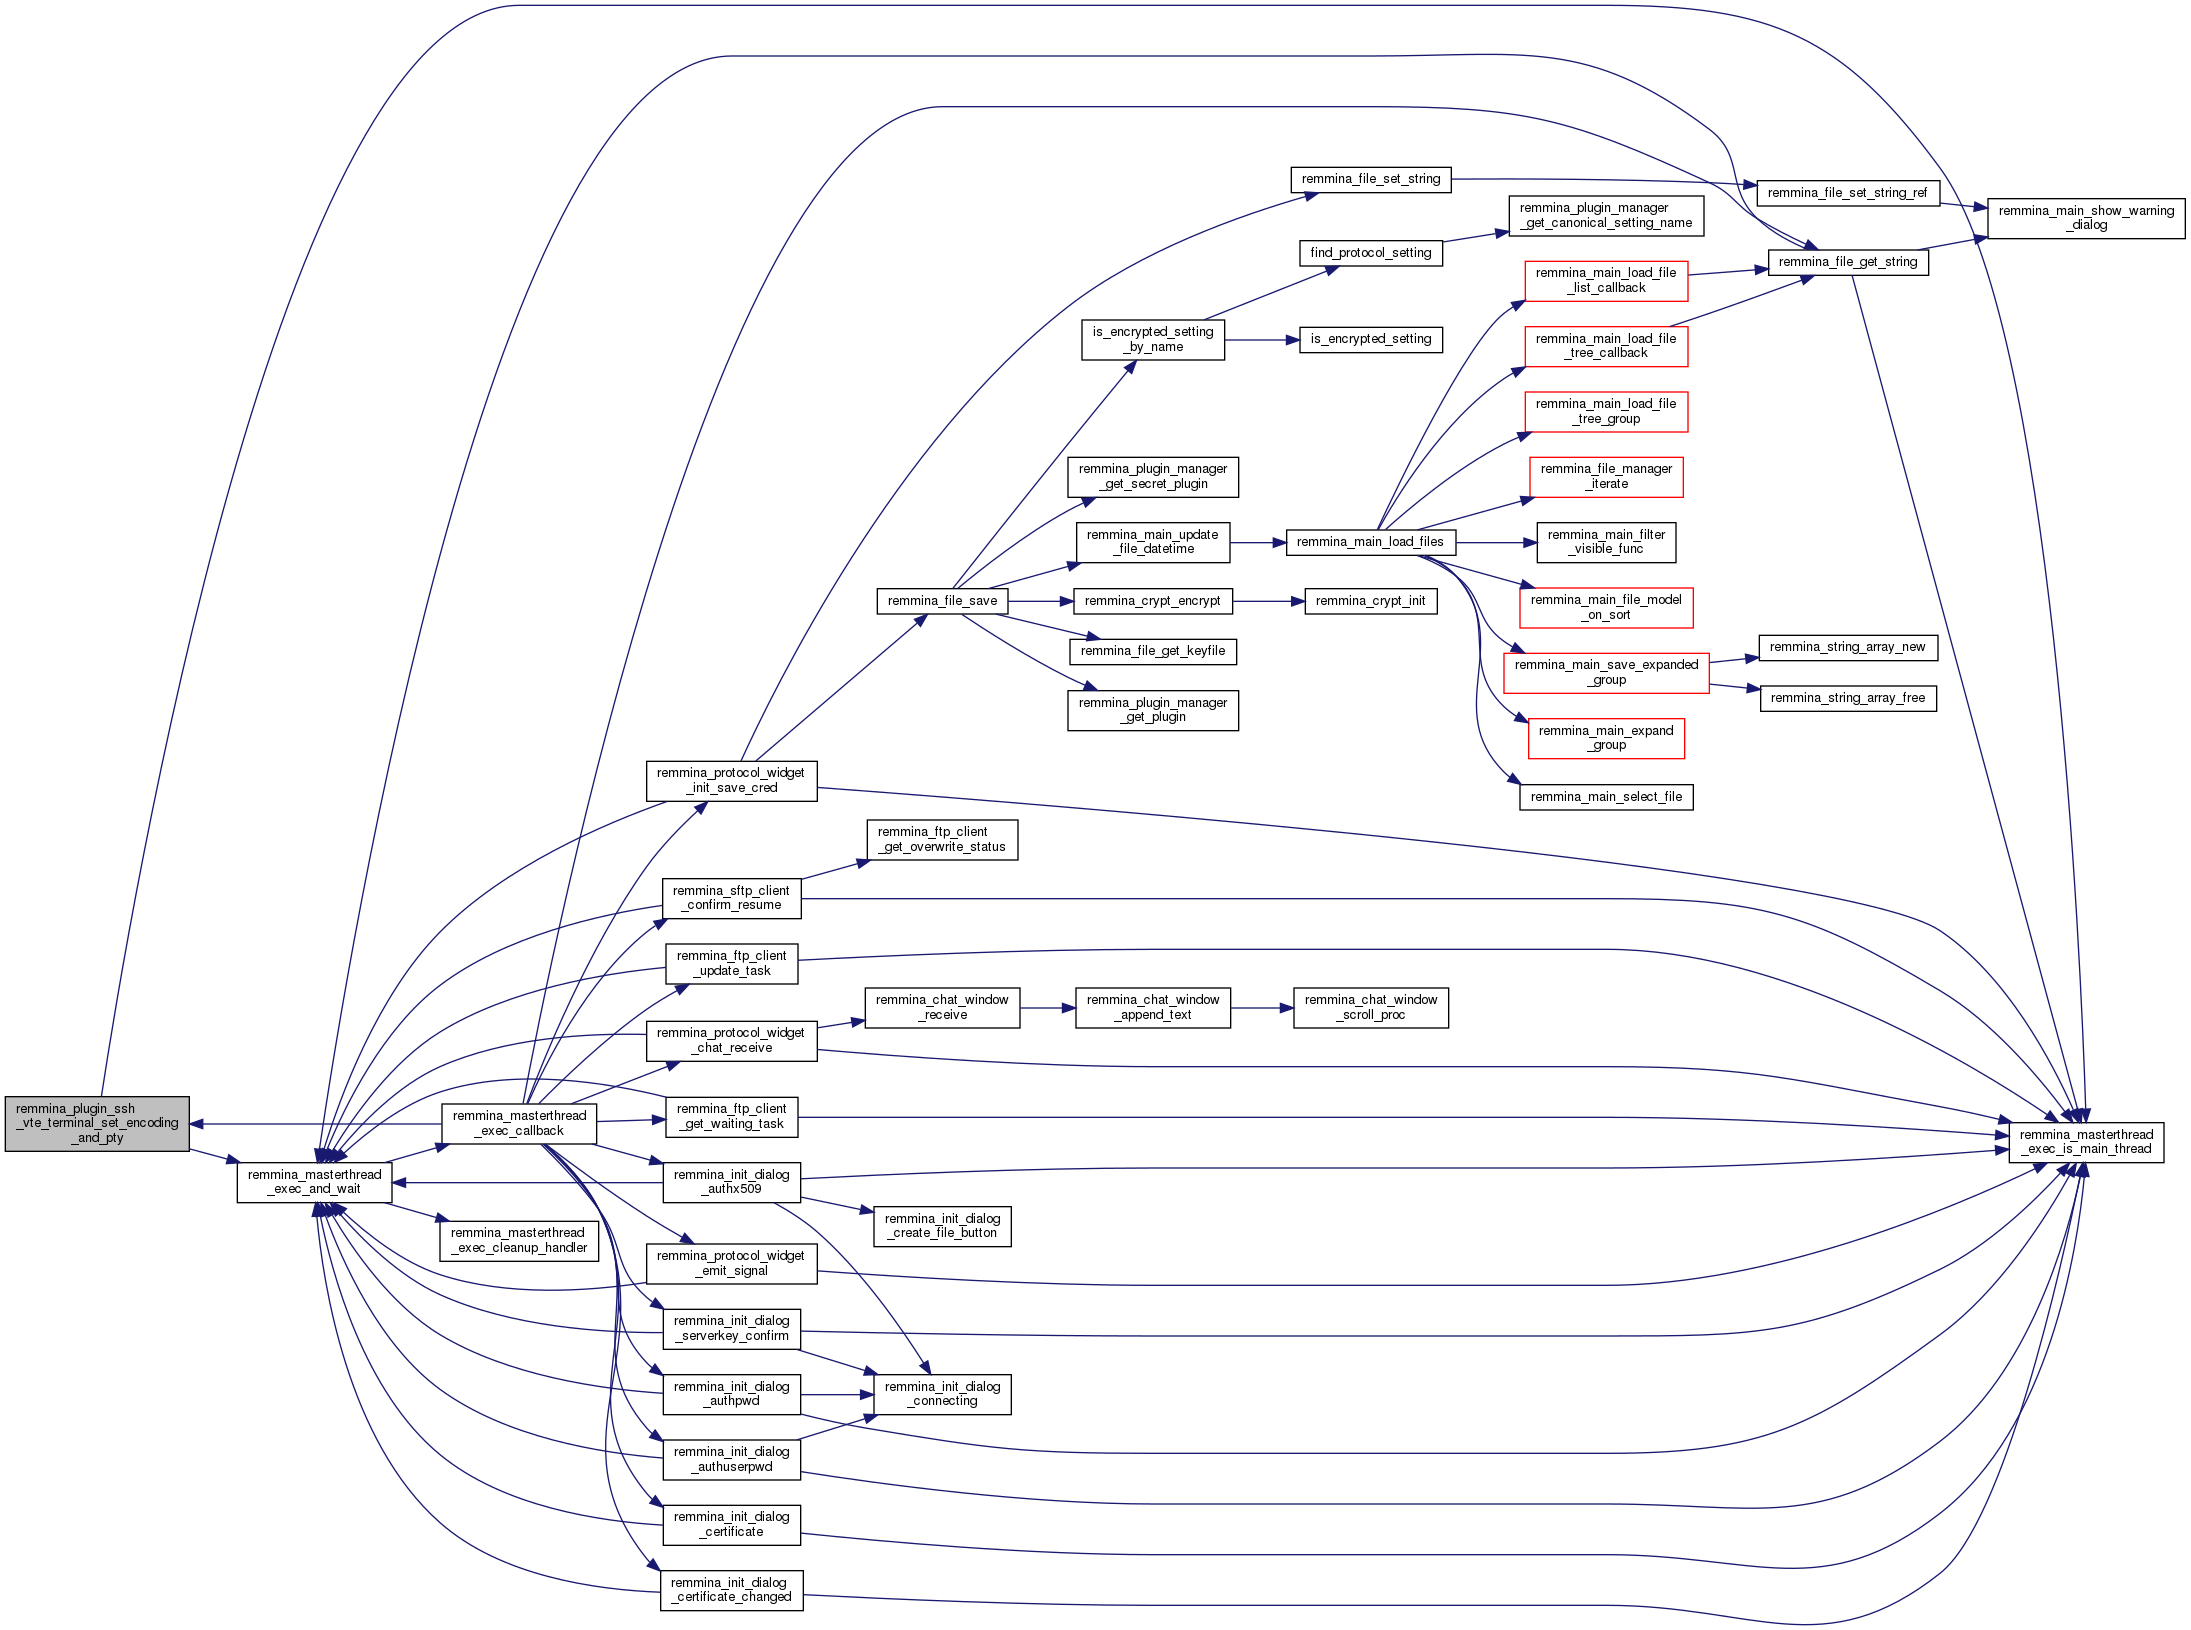 remmina_plugin_ssh
_vte_terminal_set_encoding
_and_pty
remmina_masterthread
_exec_and_wait
remmina_masterthread
_exec_callback
remmina_masterthread
_exec_cleanup_handler
remmina_protocol_widget
_init_save_cred
remmina_sftp_client
_confirm_resume
remmina_ftp_client
_update_task
remmina_protocol_widget
_chat_receive
remmina_ftp_client
_get_waiting_task
remmina_init_dialog
_authx509
remmina_protocol_widget
_emit_signal
remmina_init_dialog
_serverkey_confirm
remmina_init_dialog
_authpwd
remmina_init_dialog
_authuserpwd
remmina_init_dialog
_certificate
remmina_init_dialog
_certificate_changed
remmina_file_save
remmina_ftp_client
_get_overwrite_status
remmina_chat_window
_receive
remmina_init_dialog
_create_file_button
remmina_init_dialog
_connecting
is_encrypted_setting
_by_name
remmina_plugin_manager
_get_secret_plugin
remmina_main_update
_file_datetime
remmina_crypt_encrypt
remmina_file_get_keyfile
remmina_plugin_manager
_get_plugin
remmina_chat_window
_append_text
remmina_file_set_string
find_protocol_setting
is_encrypted_setting
remmina_main_load_files
remmina_crypt_init
remmina_chat_window
_scroll_proc
remmina_plugin_manager
_get_canonical_setting_name
remmina_main_load_file
_list_callback
remmina_main_load_file
_tree_callback
remmina_main_load_file
_tree_group
remmina_file_manager
_iterate
remmina_main_filter
_visible_func
remmina_main_file_model
_on_sort
remmina_main_save_expanded
_group
remmina_main_expand
_group
remmina_main_select_file
remmina_file_set_string_ref
remmina_file_get_string
remmina_string_array_new
remmina_string_array_free
remmina_main_show_warning
_dialog
remmina_masterthread
_exec_is_main_thread